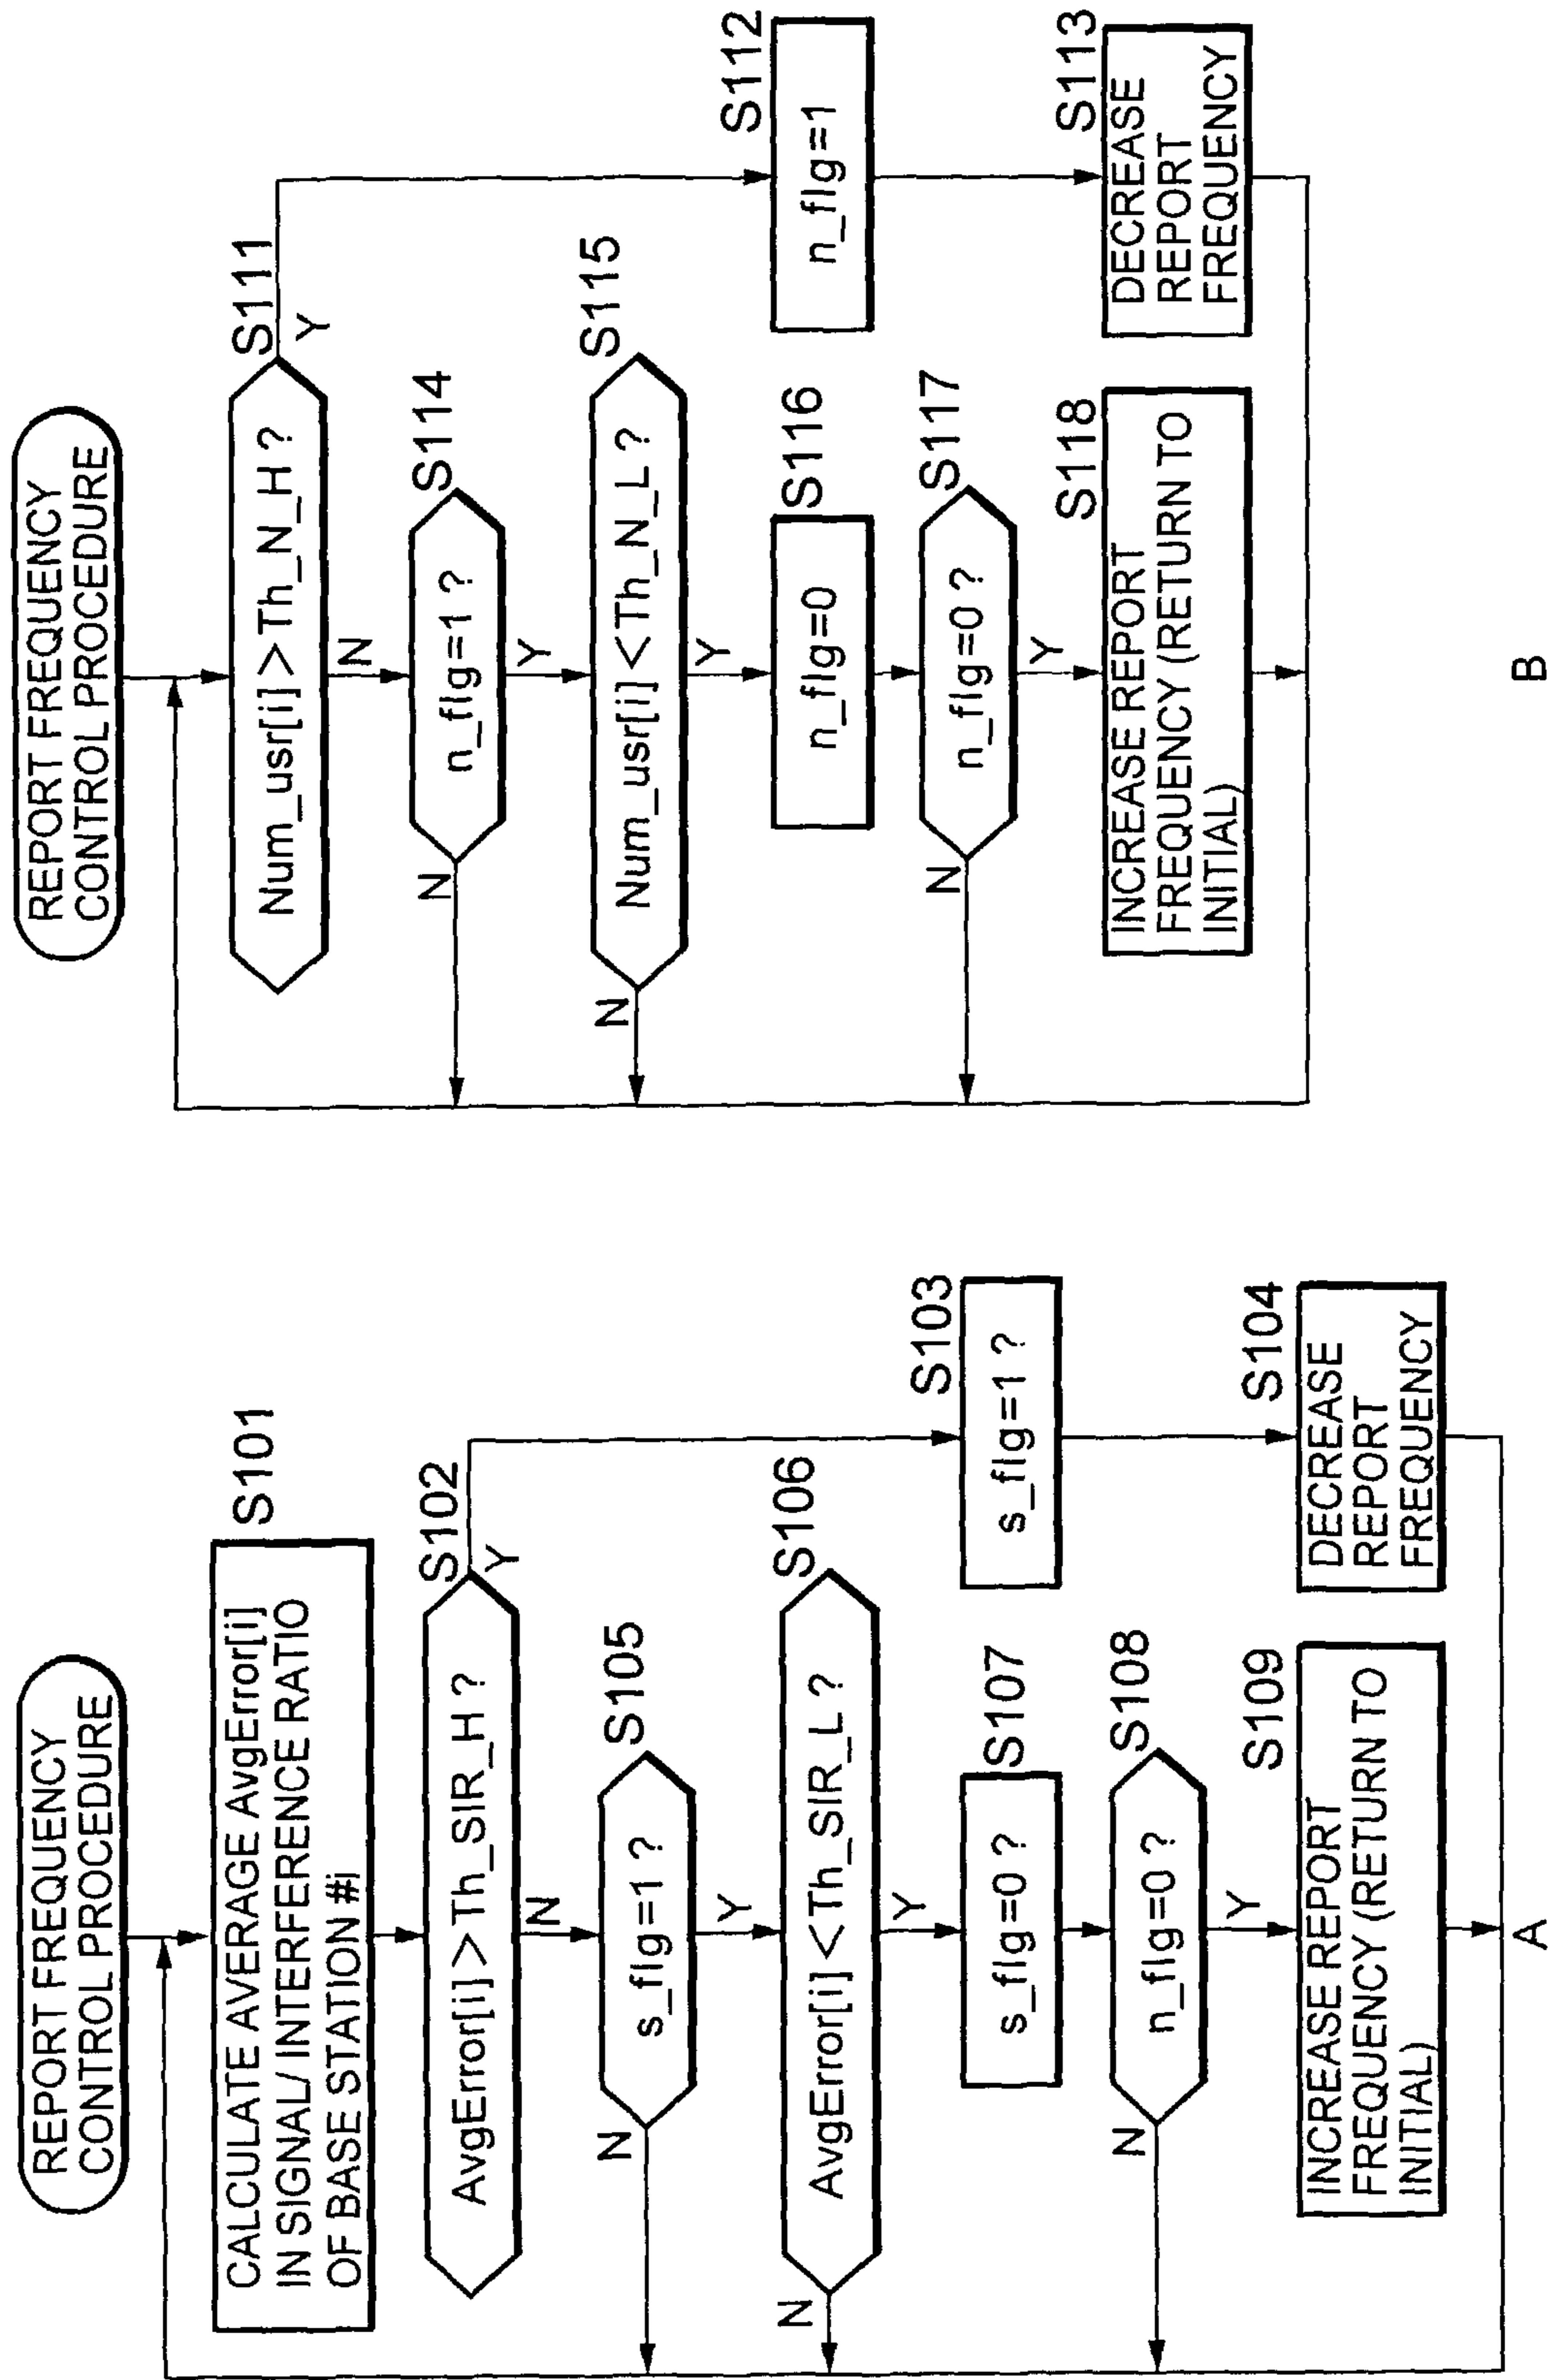 REPORT FREQUENCY
CONTROL PROCEDURE
S101
CALCULATE AVERAGE AvgError[i]
IN SIGNAL/ INTERFERENCE RATIO
OF BASE STATION #i
S102
AvgError[i] > Th_SIR_H ?
Y
N
S105
s_flg=1 ?
N
Y
S106
AvgError[i] < Th_SIR_L ?
N
Y
S107
s_flg=0 ?
S103
s_flg=1 ?
S108
n_flg=0 ?
N
Y
S109
INCREASE REPORT
FREQUENCY (RETURN TO
INITIAL)
S104
DECREASE
REPORT
FREQUENCY
A
REPORT FREQUENCY
CONTROL PROCEDURE
S111
Num_usr[i] > Th_N_H ?
Y
N
S114
n_flg=1 ?
N
Y
S115
Num_usr[i] < Th_N_L ?
N
Y
S116
n_flg=0
S112
n_flg=1
S117
n_flg=0 ?
N
Y
S118
INCREASE REPORT
FREQUENCY (RETURN TO
INITIAL)
S113
DECREASE
REPORT
FREQUENCY
B